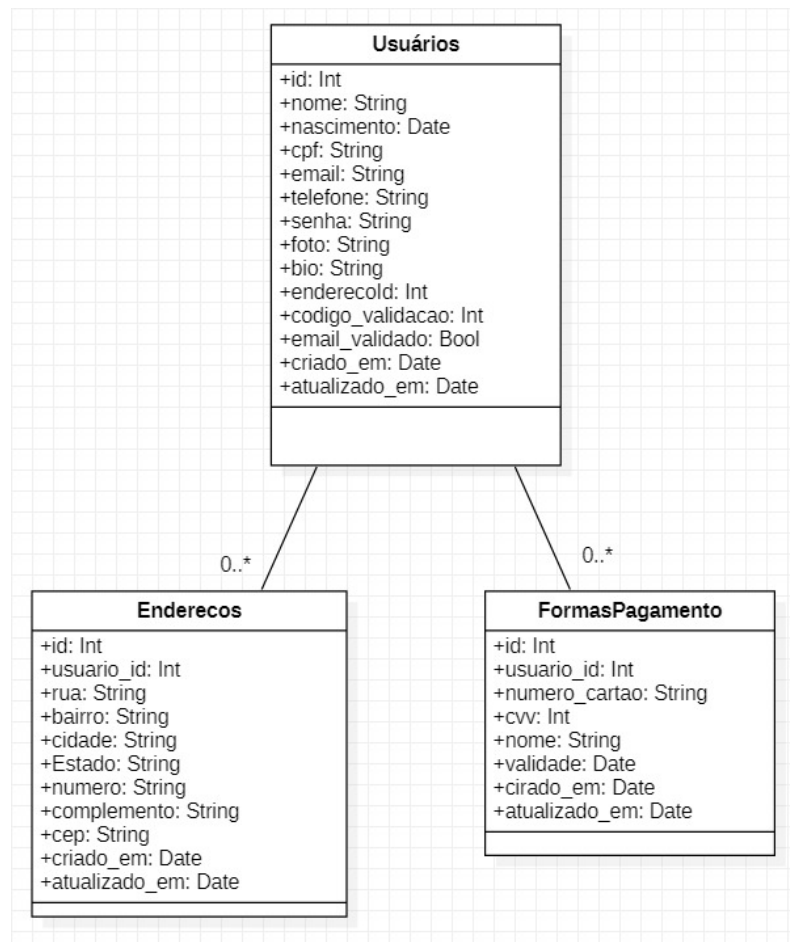 Usuários
+id: Int
+nome: String
+nascimento: Date
+cpf: String
+email: String
+telefone: String
+senha: String
+foto: String
+bio: String
+enderecoId: Int
+codigo_validacao: Int
+email_validado: Bool
+criado_em: Date
+atualizado_em: Date
0..*
0..*
Enderecos
+id: Int
+usuario_id: Int
+rua: String
+bairro: String
+cidade: String
+Estado: String
+numero: String
+complemento: String
+cep: String
+criado_em: Date
+atualizado_em: Date
FormasPagamento
+id: Int
+usuario_id: Int
+numero_cartao: String
+cvv: Int
+nome: String
+validade: Date
+cirado_em: Date
+atualizado_em: Date